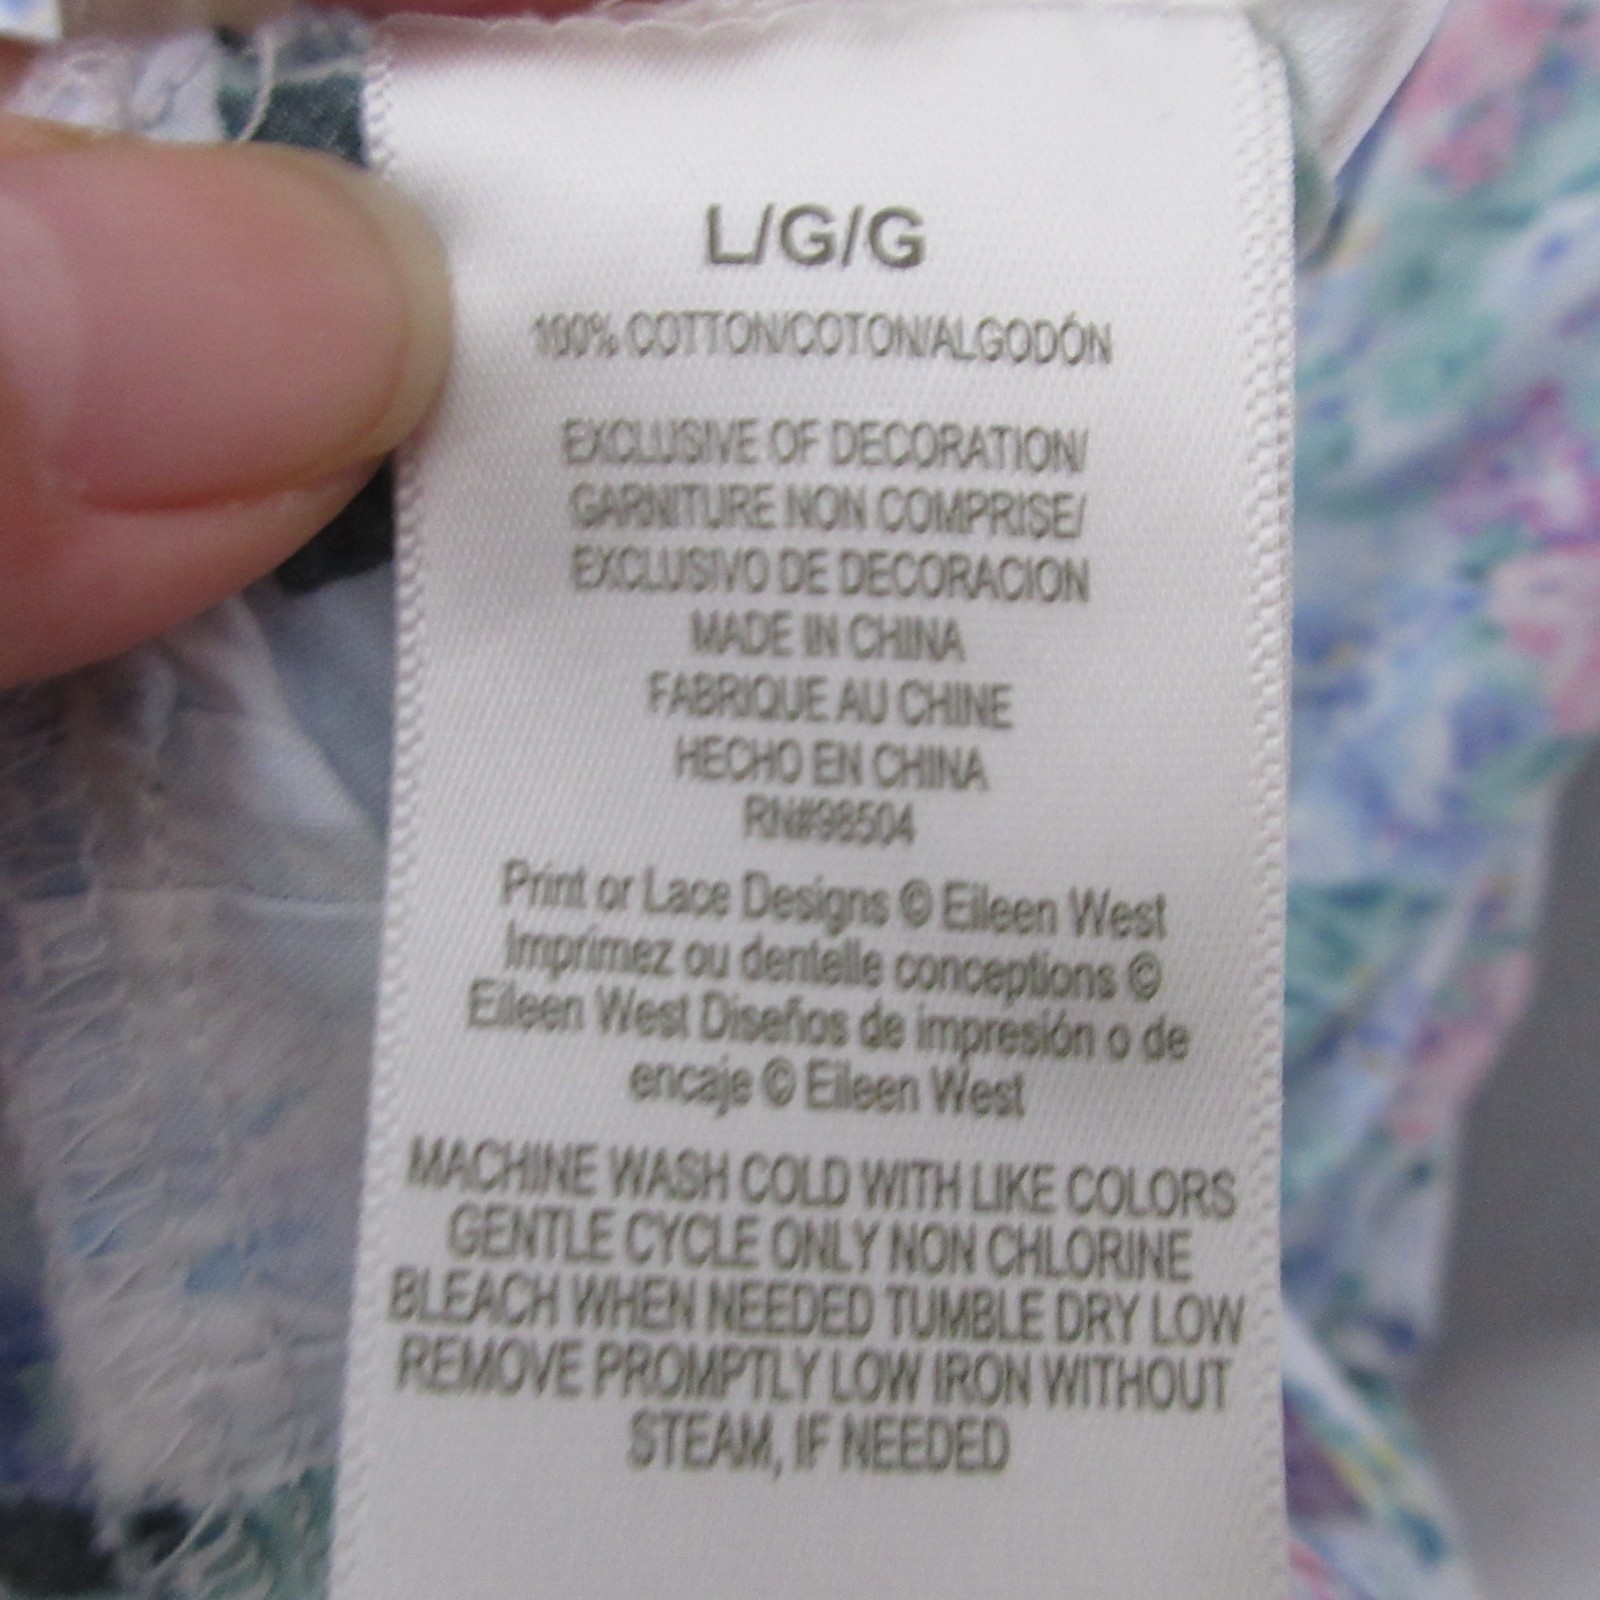 L/G/G
100% COTTON/COTON/ALGODÓN
EXCLUSIVE OF DECORATION/
GARNITURE NON COMPRISE/
EXCLUSIVO DE DECORACION
MADE IN CHINA
FABRIQUE AU CHINE
HECHO EN CHINA
RN#98504
Print or Lace Designs © Eileen West
Imprimez ou dentelle conceptions ©
Eileen West Diseños de impresión o de
encaje © Eileen West
MACHINE WASH COLD WITH LIKE COLORS
GENTLE CYCLE ONLY NON CHLORINE
BLEACH WHEN NEEDED TUMBLE DRY LOW
REMOVE PROMPTLY LOW IRON WITHOUT
STEAM, IF NEEDED